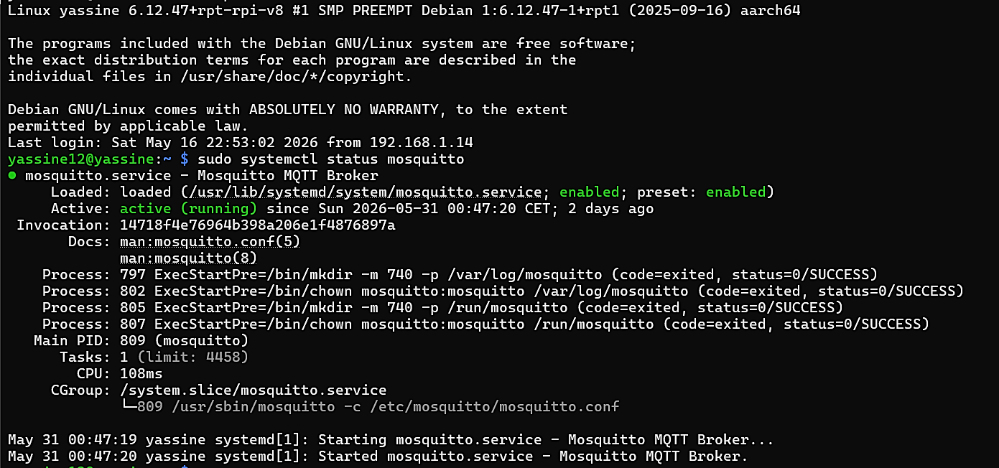 Linux yassine 6.12.47+rpt-rpi-v8 #1 SMP PREEMPT Debian 1:6.12.47-1+rpt1 (2025-09-16) aarch64
The programs included with the Debian GNU/Linux system are free software;
the exact distribution terms for each program are described in the
individual files in /usr/share/doc/*/copyright.
Debian GNU/Linux comes with ABSOLUTELY NO WARRANTY, to the extent
permitted by applicable law.
Last login: Sat May 16 22:53:02 2026 from 192.168.1.14
yassine12@yassine:~ $ sudo systemctl status mosquitto
● mosquitto.service - Mosquitto MQTT Broker
Loaded: loaded (/usr/lib/systemd/system/mosquitto.service; enabled; preset: enabled)
Active: active (running) since Sun 2026-05-31 00:47:20 CET; 2 days ago
Invocation: 14718f4e76964b398a206e1f4876897a
Docs: man:mosquitto.conf(5)
man:mosquitto(8)
Process: 797 ExecStartPre=/bin/mkdir -m 740 -p /var/log/mosquitto (code=exited, status=0/SUCCESS)
Process: 802 ExecStartPre=/bin/chown mosquitto:mosquitto /var/log/mosquitto (code=exited, status=0/SUCCESS)
Process: 805 ExecStartPre=/bin/mkdir -m 740 -p /run/mosquitto (code=exited, status=0/SUCCESS)
Process: 807 ExecStartPre=/bin/chown mosquitto:mosquitto /run/mosquitto (code=exited, status=0/SUCCESS)
Main PID: 809 (mosquitto)
Tasks: 1 (limit: 4458)
CPU: 108ms
CGroup: /system.slice/mosquitto.service
└─809 /usr/sbin/mosquitto -c /etc/mosquitto/mosquitto.conf
May 31 00:47:19 yassine systemd[1]: Starting mosquitto.service - Mosquitto MQTT Broker...
May 31 00:47:20 yassine systemd[1]: Started mosquitto.service - Mosquitto MQTT Broker.